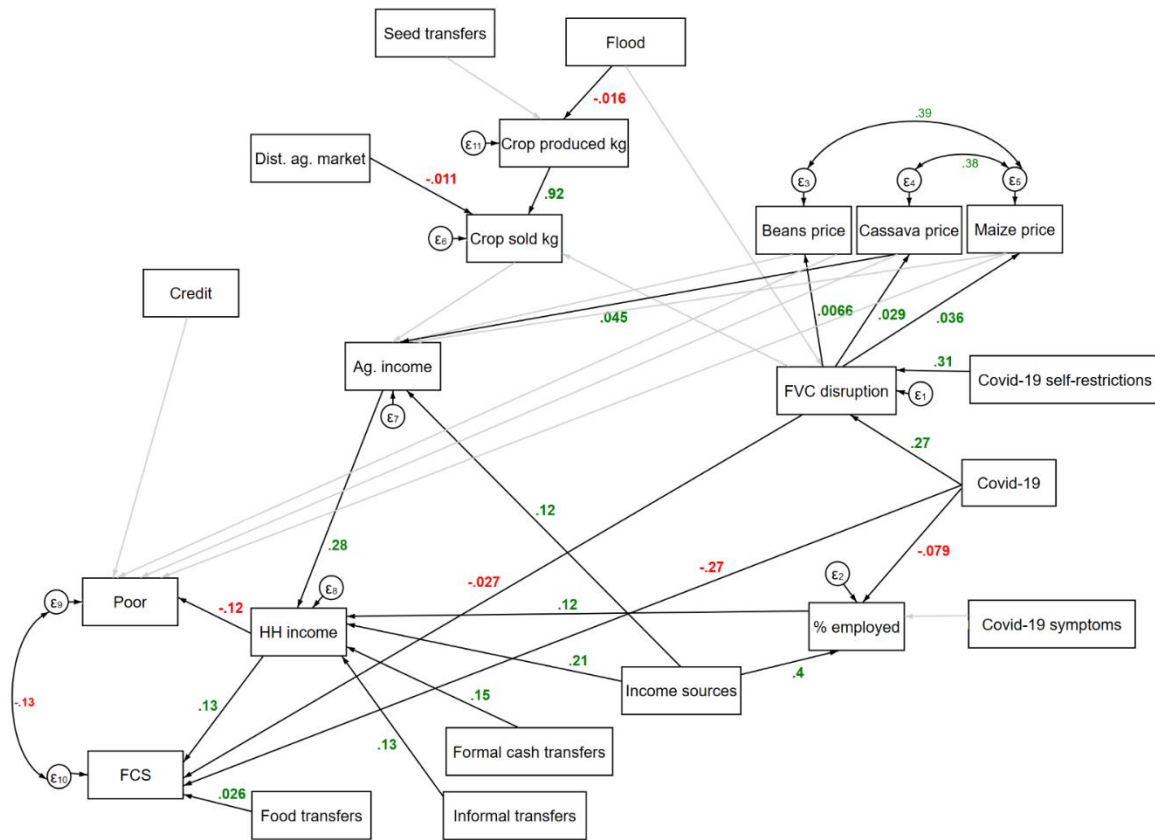 Seed transfers
Flood
-.016
.39
ε11
Crop produced kg
Dist. ag. market
.38
ε3
ε4
ε5
-.011
.92
Beans price
Cassava price
Maize price
ε6
Crop sold kg
Credit
.045
.0066
.029
.036
.31
Ag. income
FVC disruption
Covid-19 self-restrictions
ε1
ε7
.27
Covid-19
.12
.28
-.079
-.027
-.27
ε2
ε8
ε9
Poor
-.12
.12
HH income
% employed
Covid-19 symptoms
.21
Income sources
.4
-.13
.15
.13
.13
Formal cash transfers
ε10
FCS
.026
Food transfers
Informal transfers